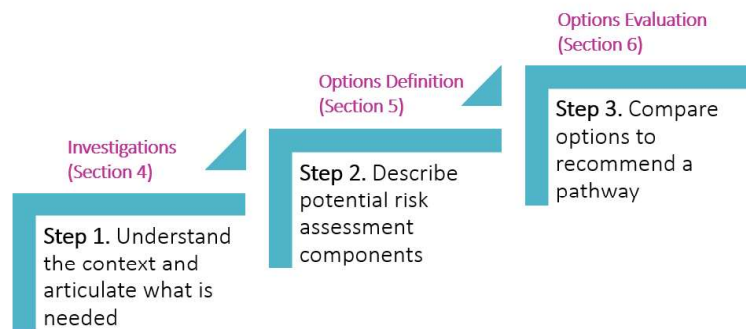 Investigations
(Section 4)
Step 1. Understand
the context and
articulate what is
needed
Options Definition
(Section 5)
Step 2. Describe
potential risk
assessment
components
Options Evaluation
(Section 6)
Step 3. Compare
options to
recommend a
pathway